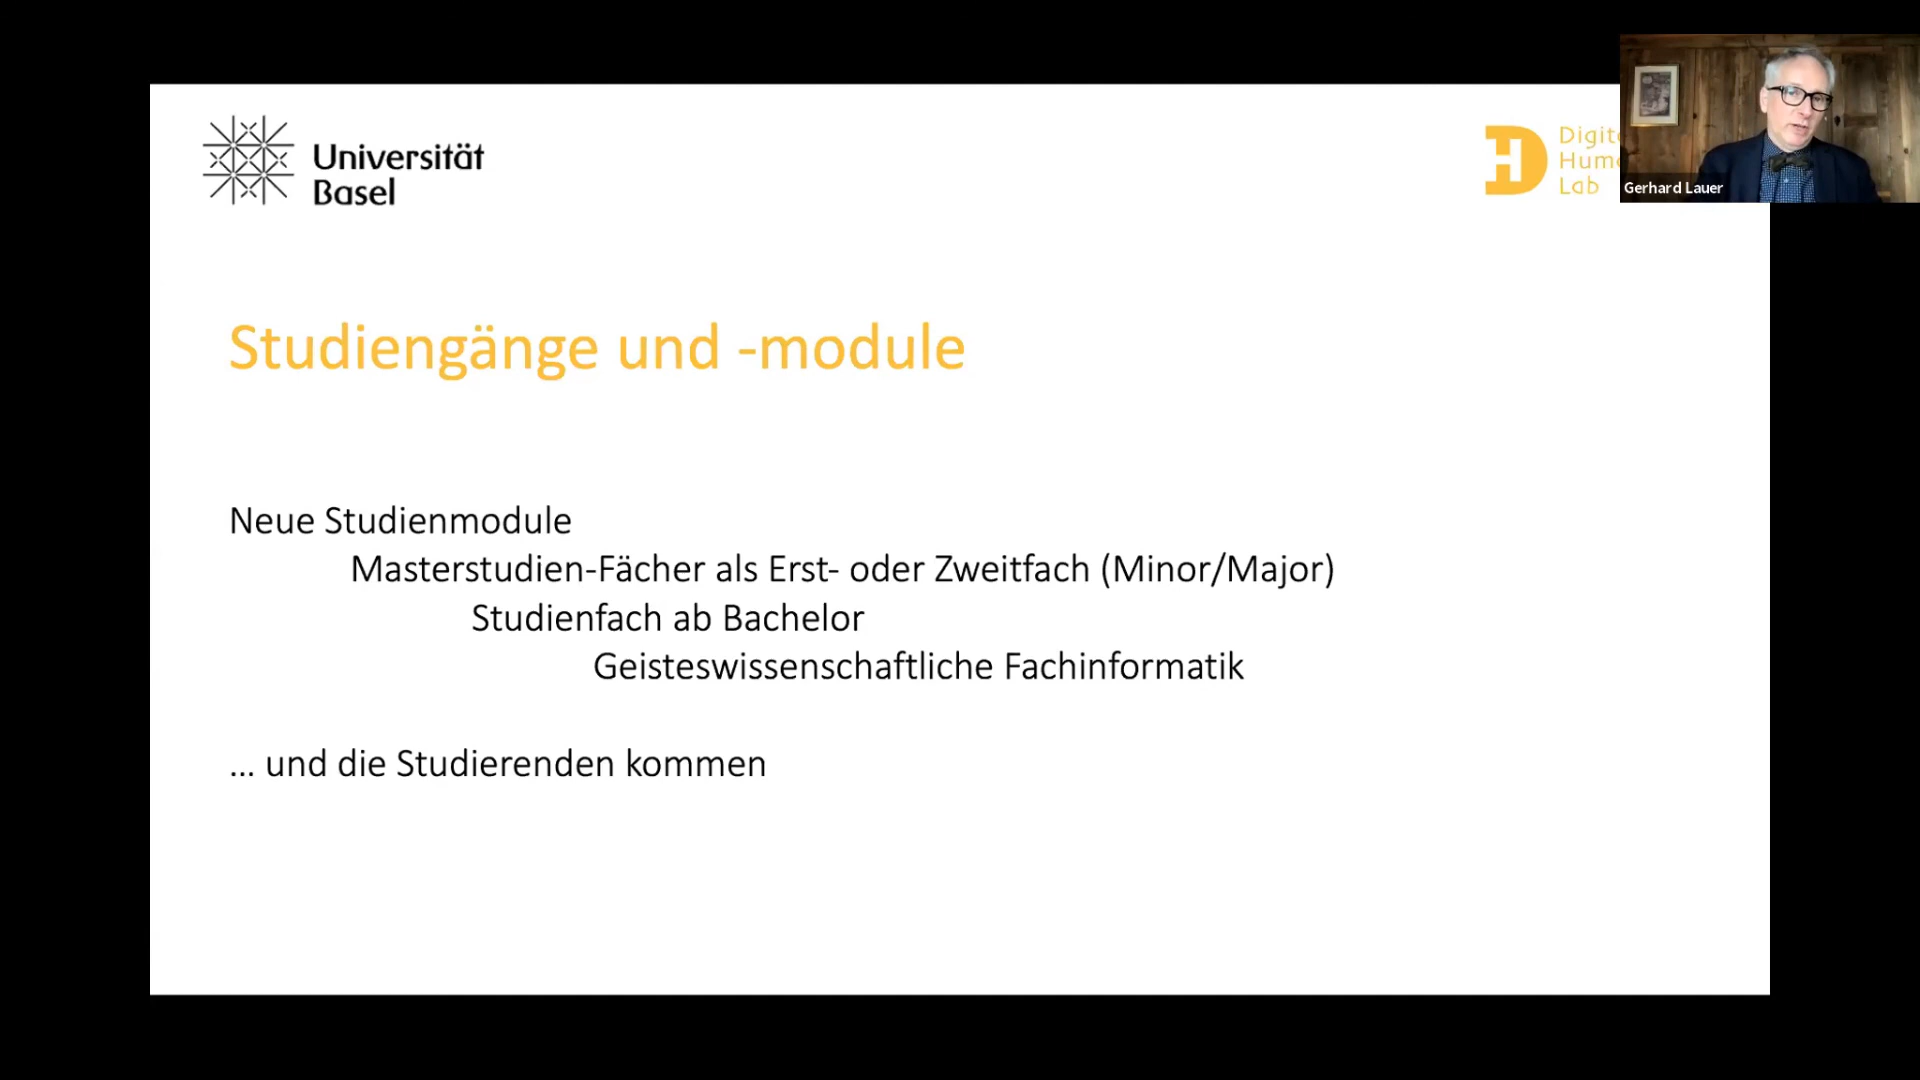 Universität
Basel
Lab
Gerhard Lauer
Studiengänge und -module
Neue Studienmodule
Masterstudien-Fächer als Erst- oder Zweitfach (Minor/Major)
Studienfach ab Bachelor
Geisteswissenschaftliche Fachinformatik
... und die Studierenden kommen